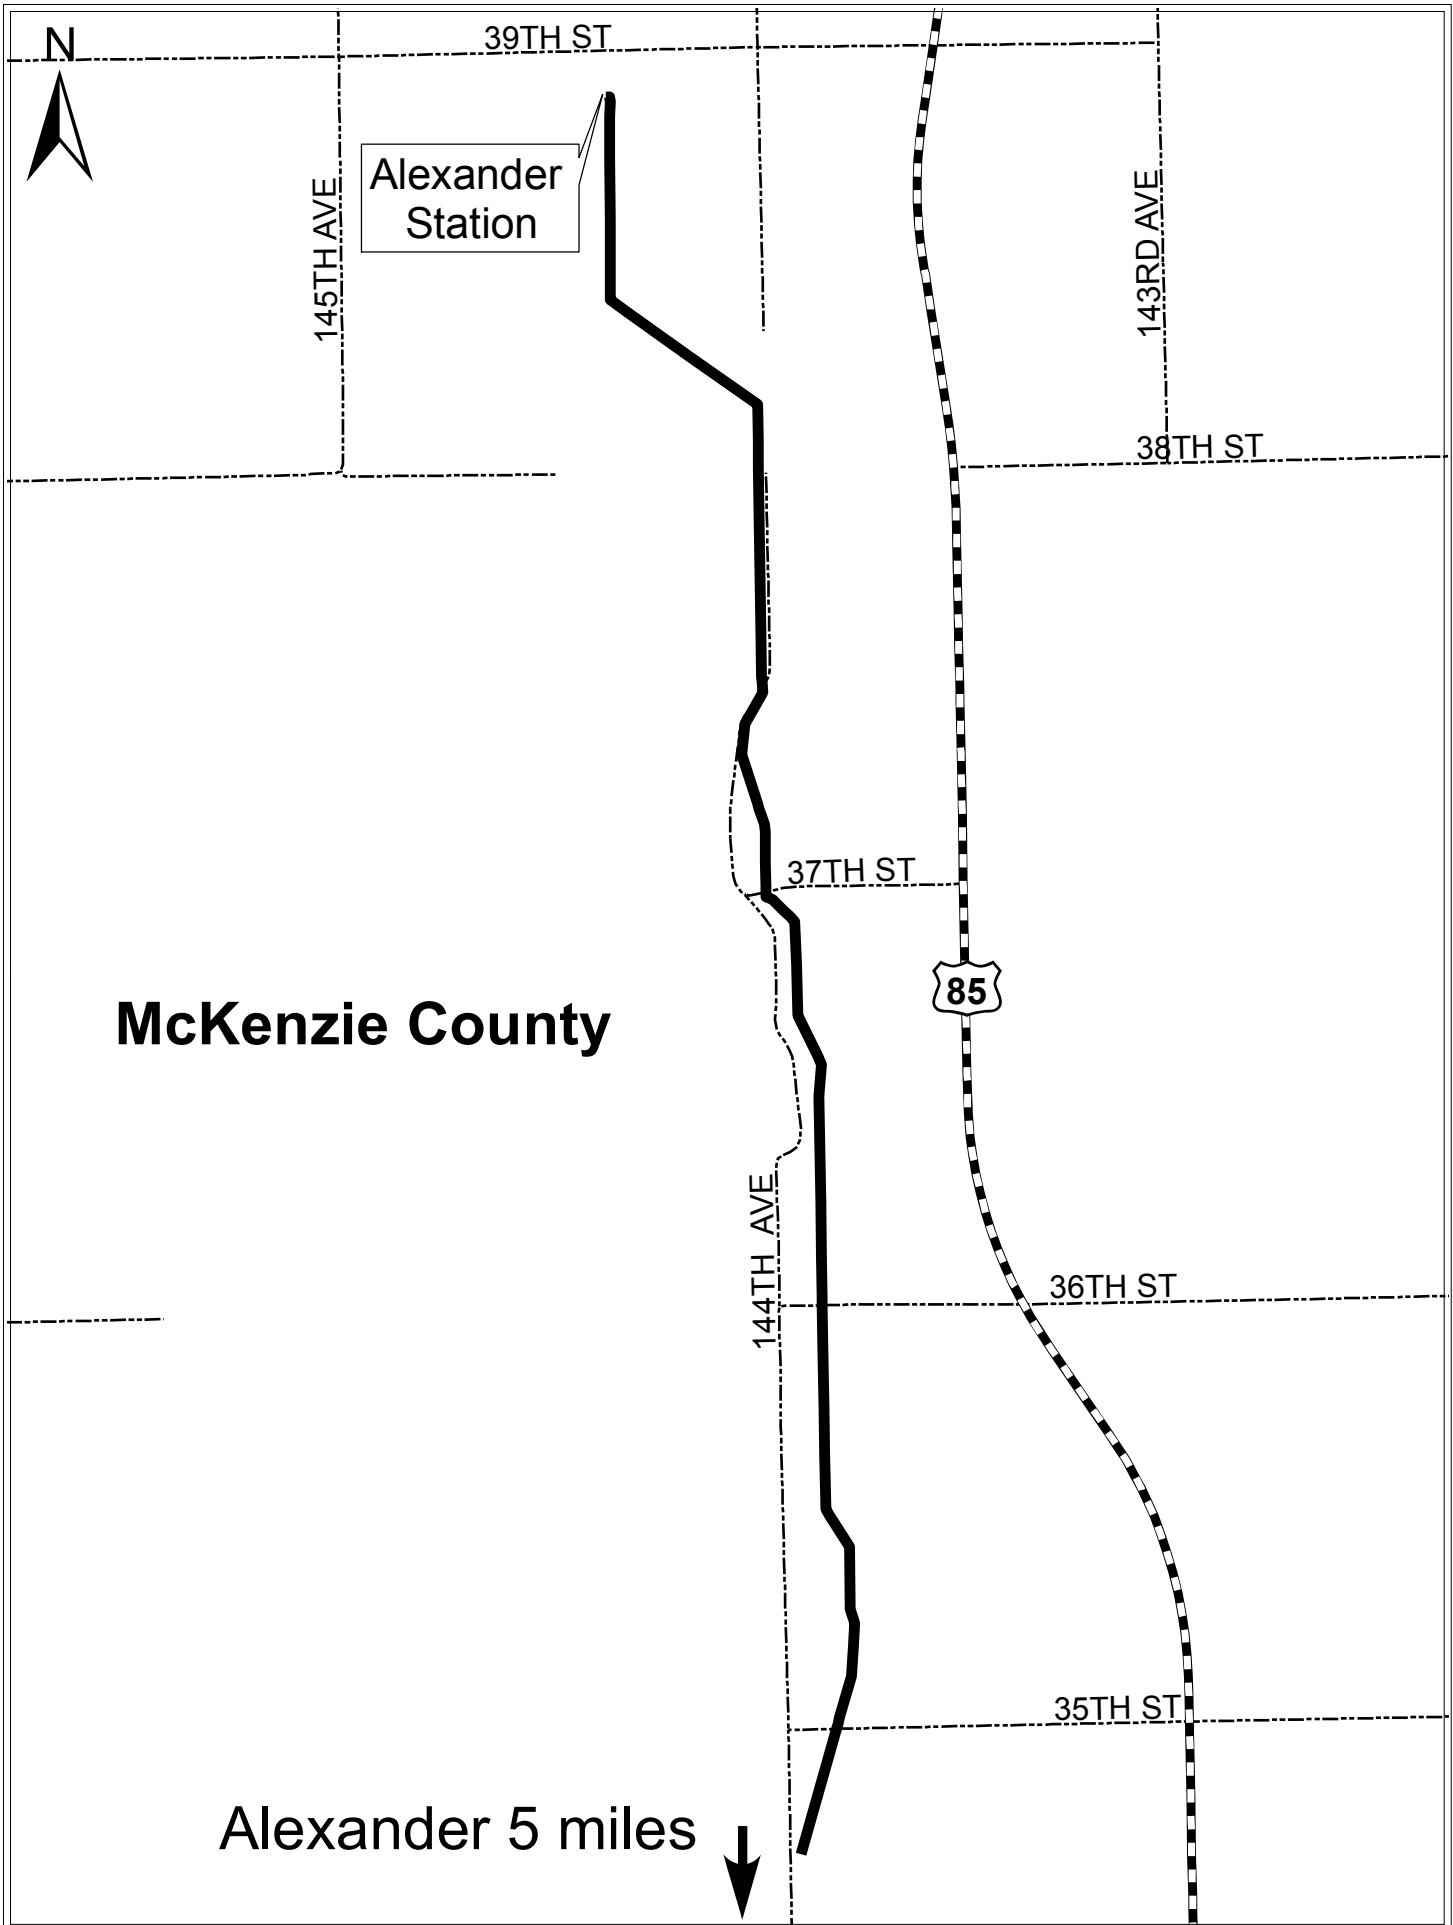 N
39TH ST
Alexander
Station
145TH AVE
143RD AVE
38TH ST
37TH ST
85
McKenzie County
144TH AVE
36TH ST
35TH ST
Alexander 5 miles